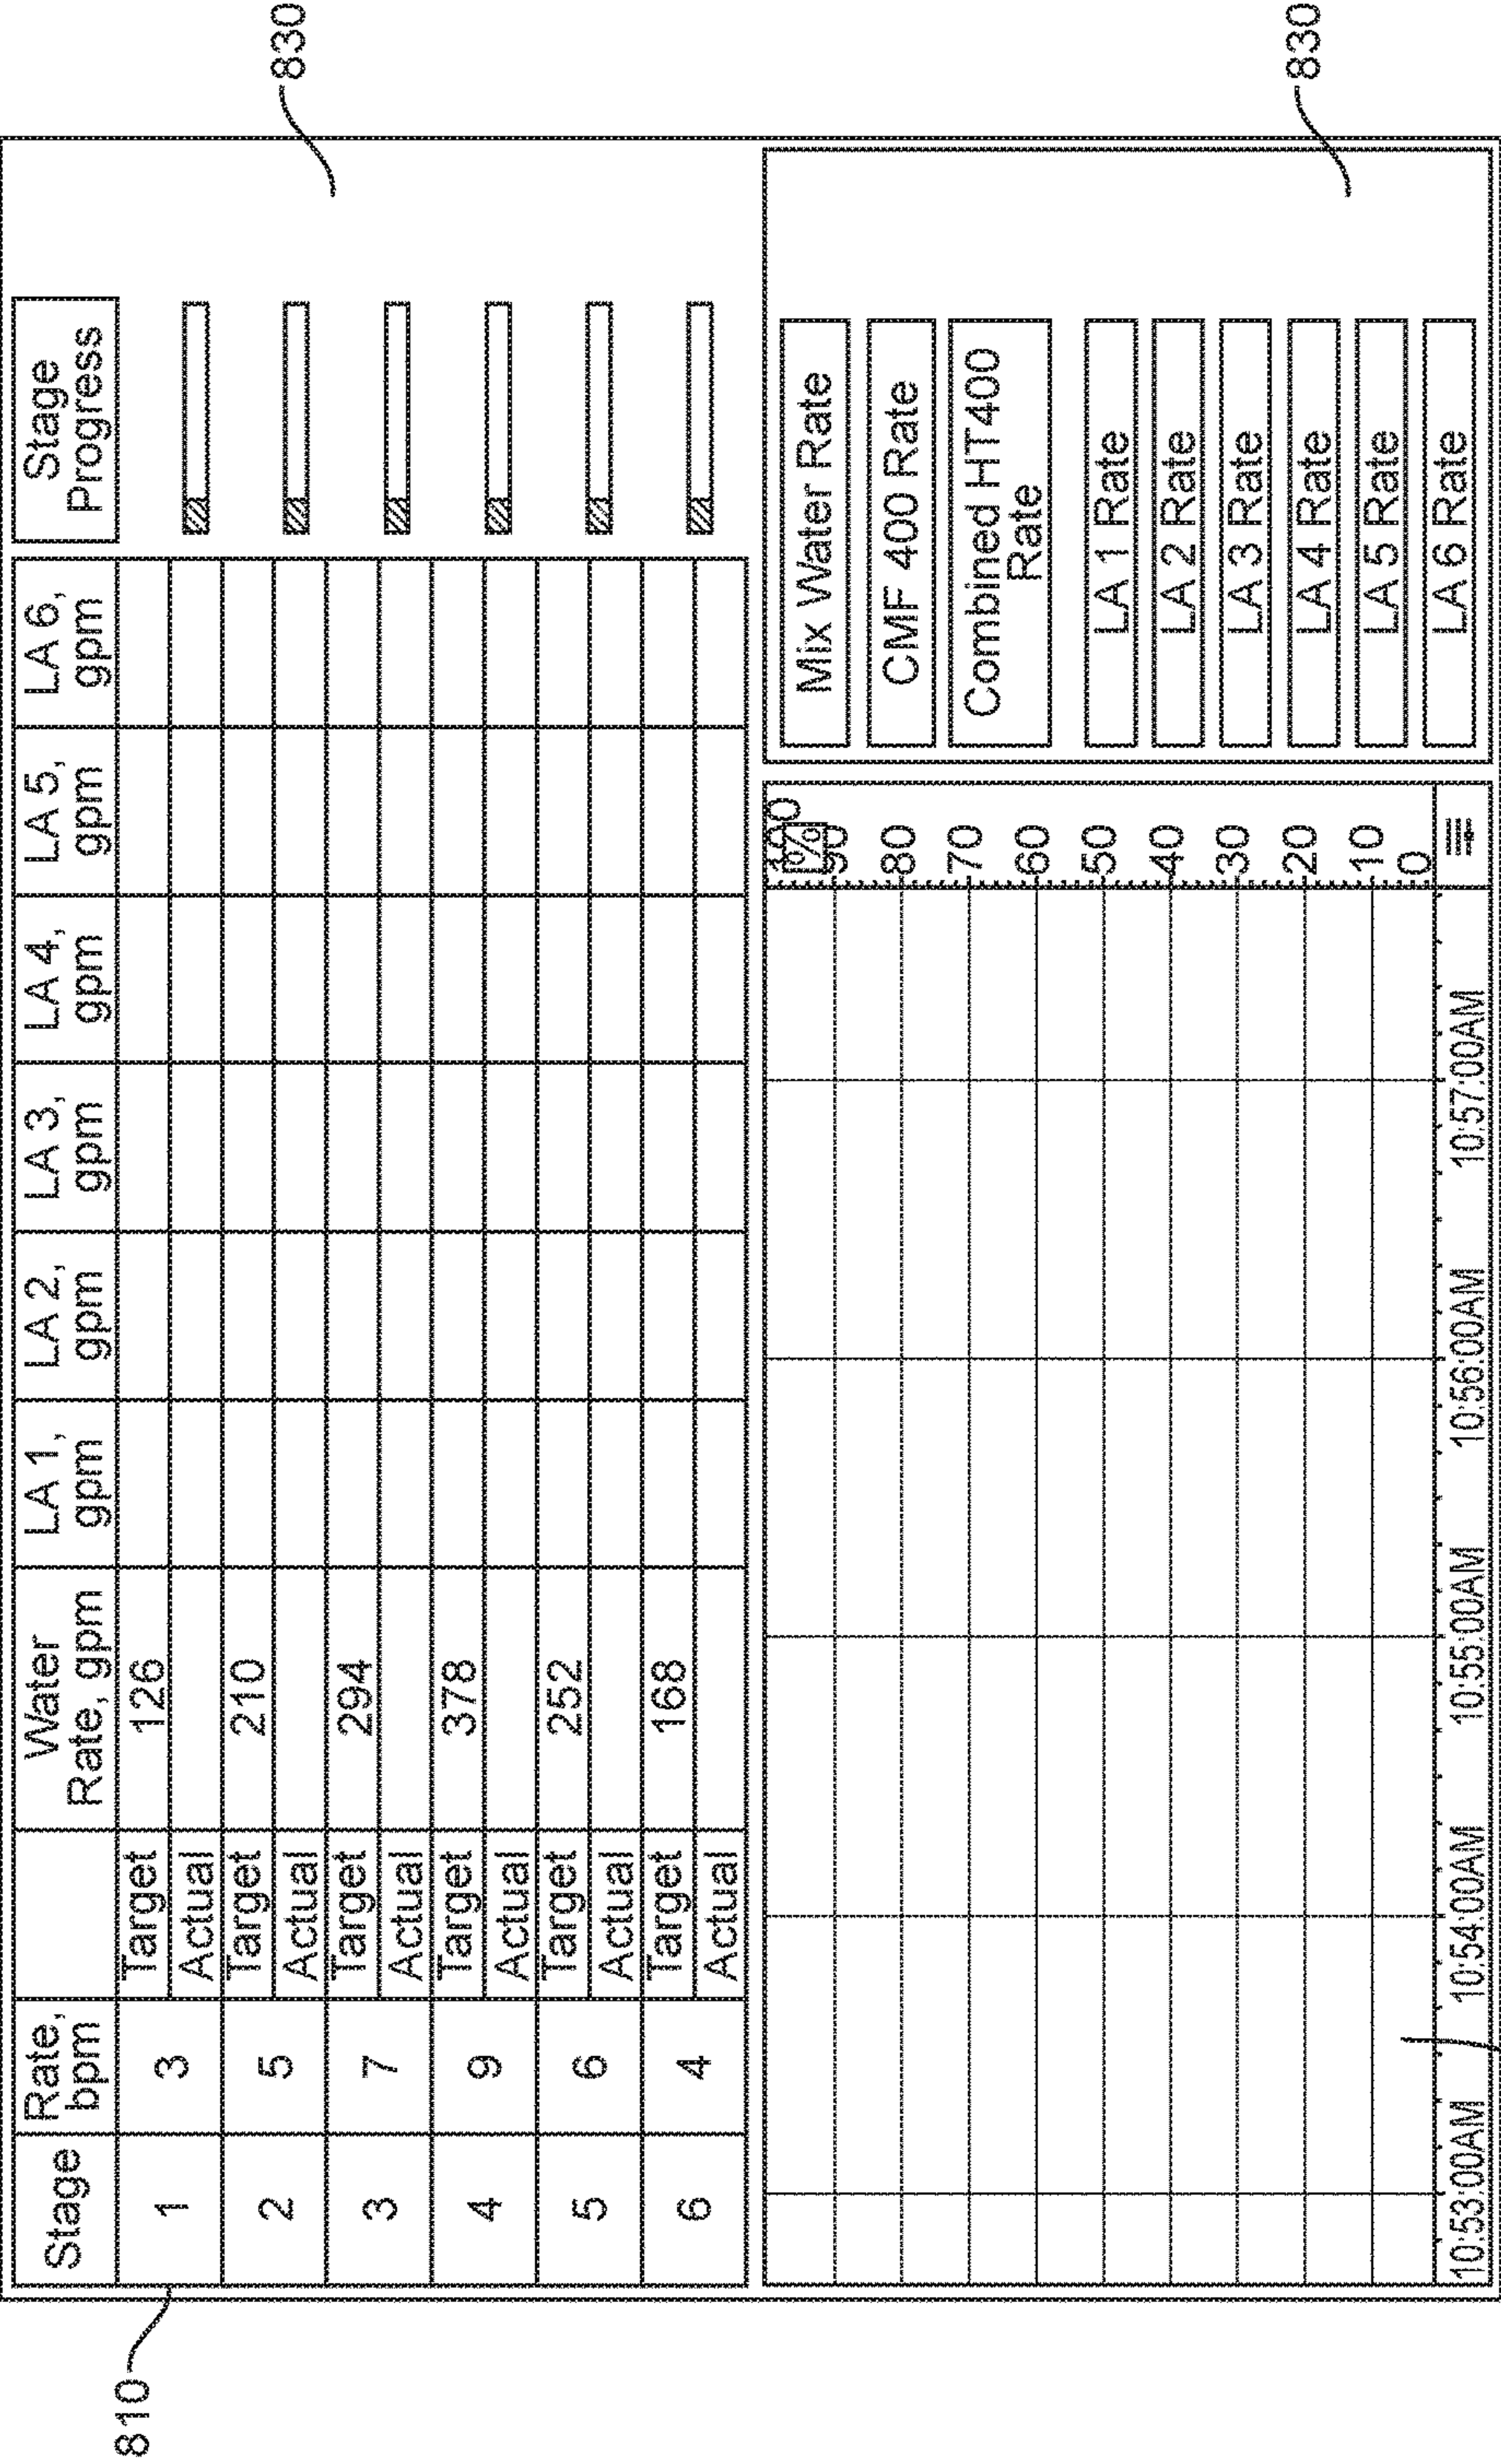 810
830
Stage
Rate,
bpm
Water
Rate, gpm
LA 1,
gpm
LA 2,
gpm
LA 3,
gpm
LA 4,
gpm
LA 5,
gpm
LA 6,
gpm
Stage
Progress
1 3 Target 126
Actual
2 5 Target 210
Actual
3 7 Target 294
Actual
4 9 Target 378
Actual
5 6 Target 252
Actual
6 4 Target 168
Actual
100
[%]
90
80
70
60
50
40
30
20
10
0
10:53:00AM 10:54:00AM 10:55:00AM 10:56:00AM 10:57:00AM
Mix Water Rate
CMF 400 Rate
Combined HT400
Rate
LA 1 Rate
LA 2 Rate
LA 3 Rate
LA 4 Rate
LA 5 Rate
LA 6 Rate
830